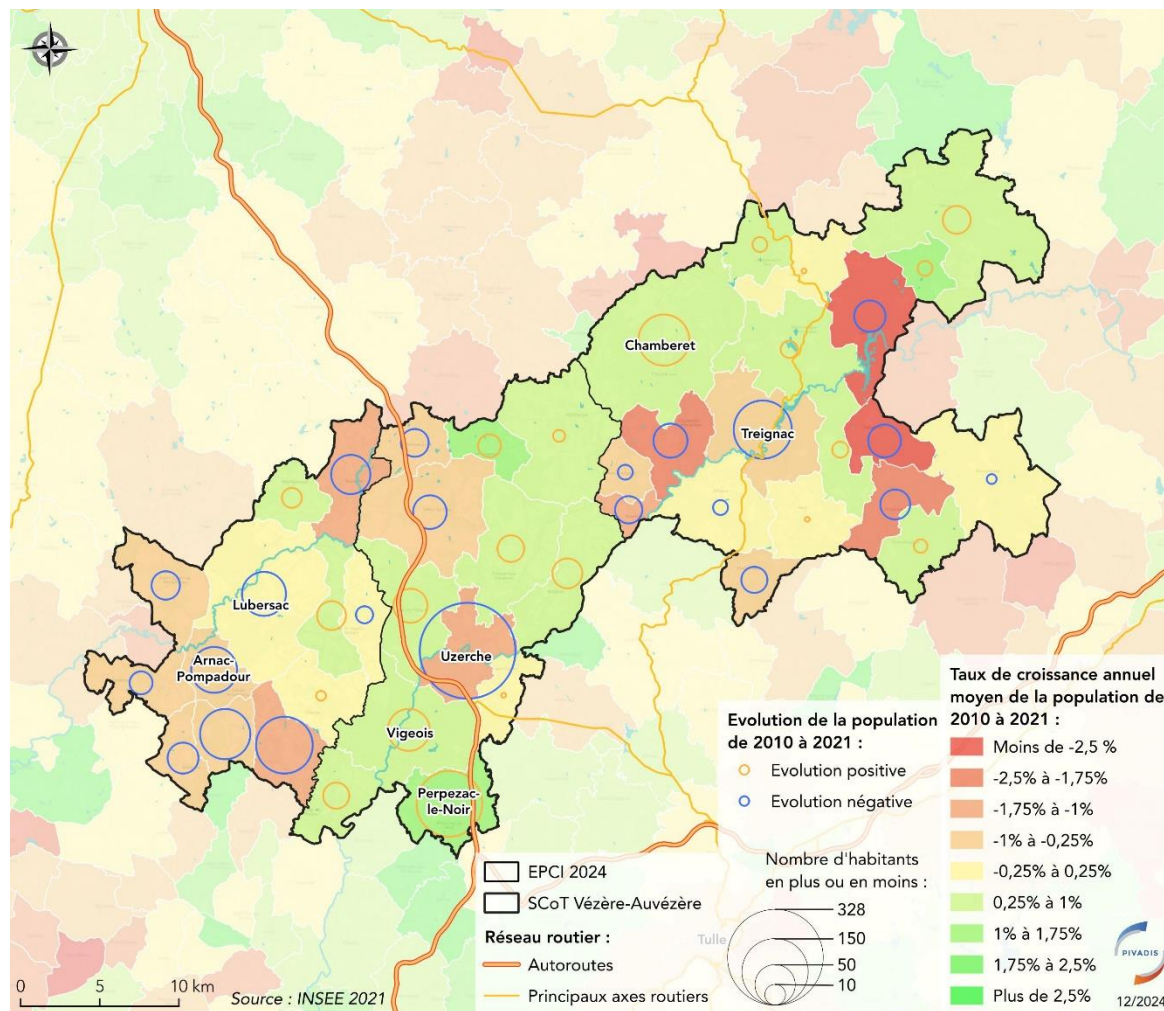 Chamberet
Treignac
Lubersac
Arnac-
Pompadour
Uzerche
Vigeois
Perpezac-
le-Noir
Taux de croissance annuel
moyen de la population de
2010 à 2021 :
Moins de -2,5 %
-2,5% à -1,75%
-1,75% à -1%
-1% à -0,25%
-0,25% à 0,25%
0,25% à 1%
1% à 1,75%
1,75% à 2,5%
Plus de 2,5%
Evolution de la population
de 2010 à 2021 :
Evolution positive
Evolution négative
Nombre d'habitants
en plus ou en moins :
328
150
50
10
Tulle
EPCI 2024
SCoT Vézère-Auvézère
Réseau routier :
Autoroutes
Principaux axes routiers
0 5 10 km
Source : INSEE 2021
PIVADIS
12/2024